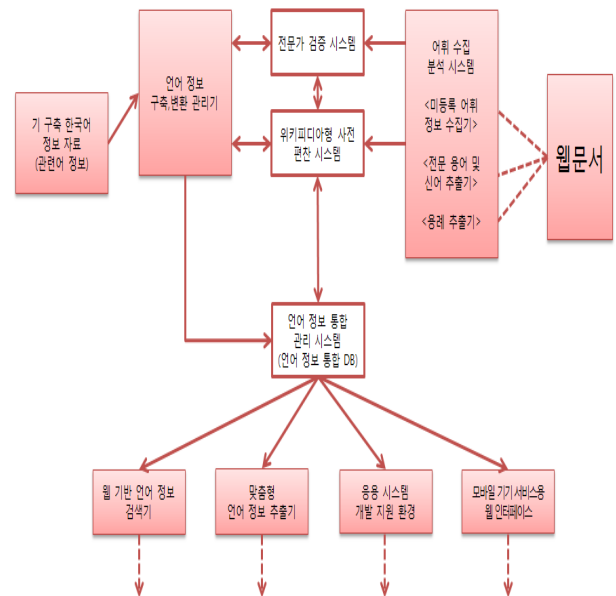 전문가 검증 시스템
어휘 수집
분석 시스템
<미등록 어휘
정보 수집기>
<전문 용어 및
신어 추출기>
<용례 추출기>
언어 정보
구축,변환 관리기
기 구축 한국어
정보 자료
(관련어 정보)
위키피디아형 사전
편찬 시스템
웹문서
언어 정보 통합
관리 시스템
(언어 정보 통합 DB)
웹 기반 언어 정보
검색기
맞춤형
언어 정보 추출기
응용 시스템
개발 지원 환경
모바일 기기 서비스용
웹 인터페이스